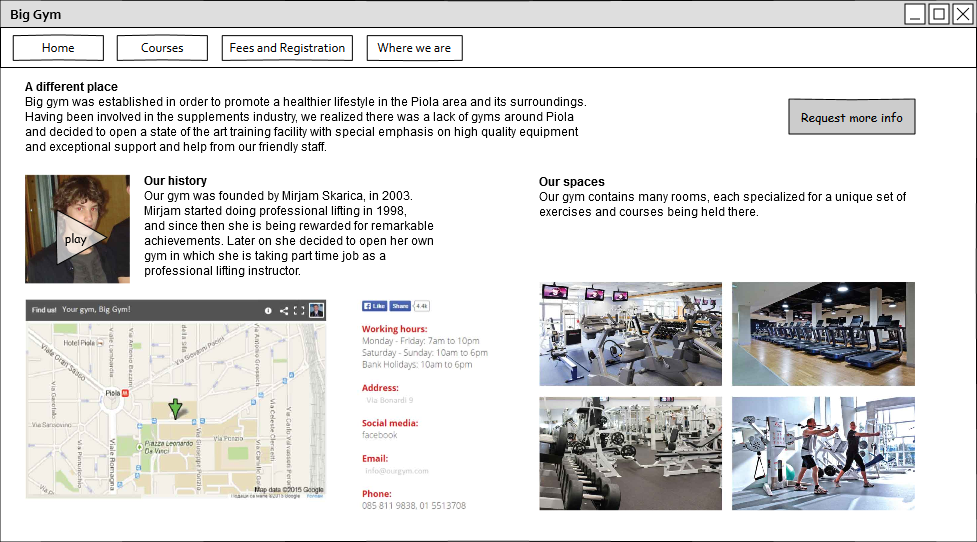 Big Gym
Home
Courses
Fees and Registration
Where we are
A different place
Big gym was established in order to promote a healthier lifestyle in the Piola area and its surroundings.
Having been involved in the supplements industry, we realized there was a lack of gyms around Piola
and decided to open a state of the art training facility with special emphasis on high quality equipment
and exceptional support and help from our friendly staff.
Request more info
play
Our history
Our gym was founded by Mirjam Skarica, in 2003.
Mirjam started doing professional lifting in 1998,
and since then she is being rewarded for remarkable
achievements. Later on she decided to open her own
gym in which she is taking part time job as a
professional lifting instructor.
Our spaces
Our gym contains many rooms, each specialized for a unique set of
exercises and courses being held there.
Find us! Your gym, Big Gym!
Hotel Piola
Viale Gran Sasso
Via Giovanni Pacini
Piola M
Via Sansovino
Via Ponzio
Piazza Leonardo
Da Vinci
Viale Romagna
Map data ©2015 Google
Like Share 4.4k
Working hours:
Monday - Friday: 7am to 10pm
Saturday - Sunday: 10am to 6pm
Bank Holidays: 10am to 6pm
Address:
Via Bonardi 9
Social media:
facebook
Email:
info@ourgym.com
Phone:
085 811 9838, 01 5513708